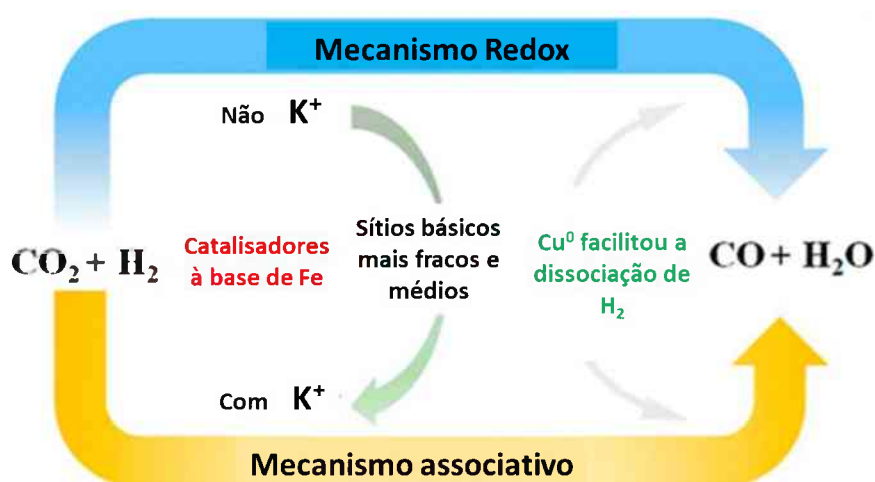 Mecanismo Redox
Não K⁺
CO₂ + H₂
Catalisadores
à base de Fe
Sítios básicos
mais fracos e
médios
Cu⁰ facilitou a
dissociação de
H₂
CO + H₂O
Com K⁺
Mecanismo associativo